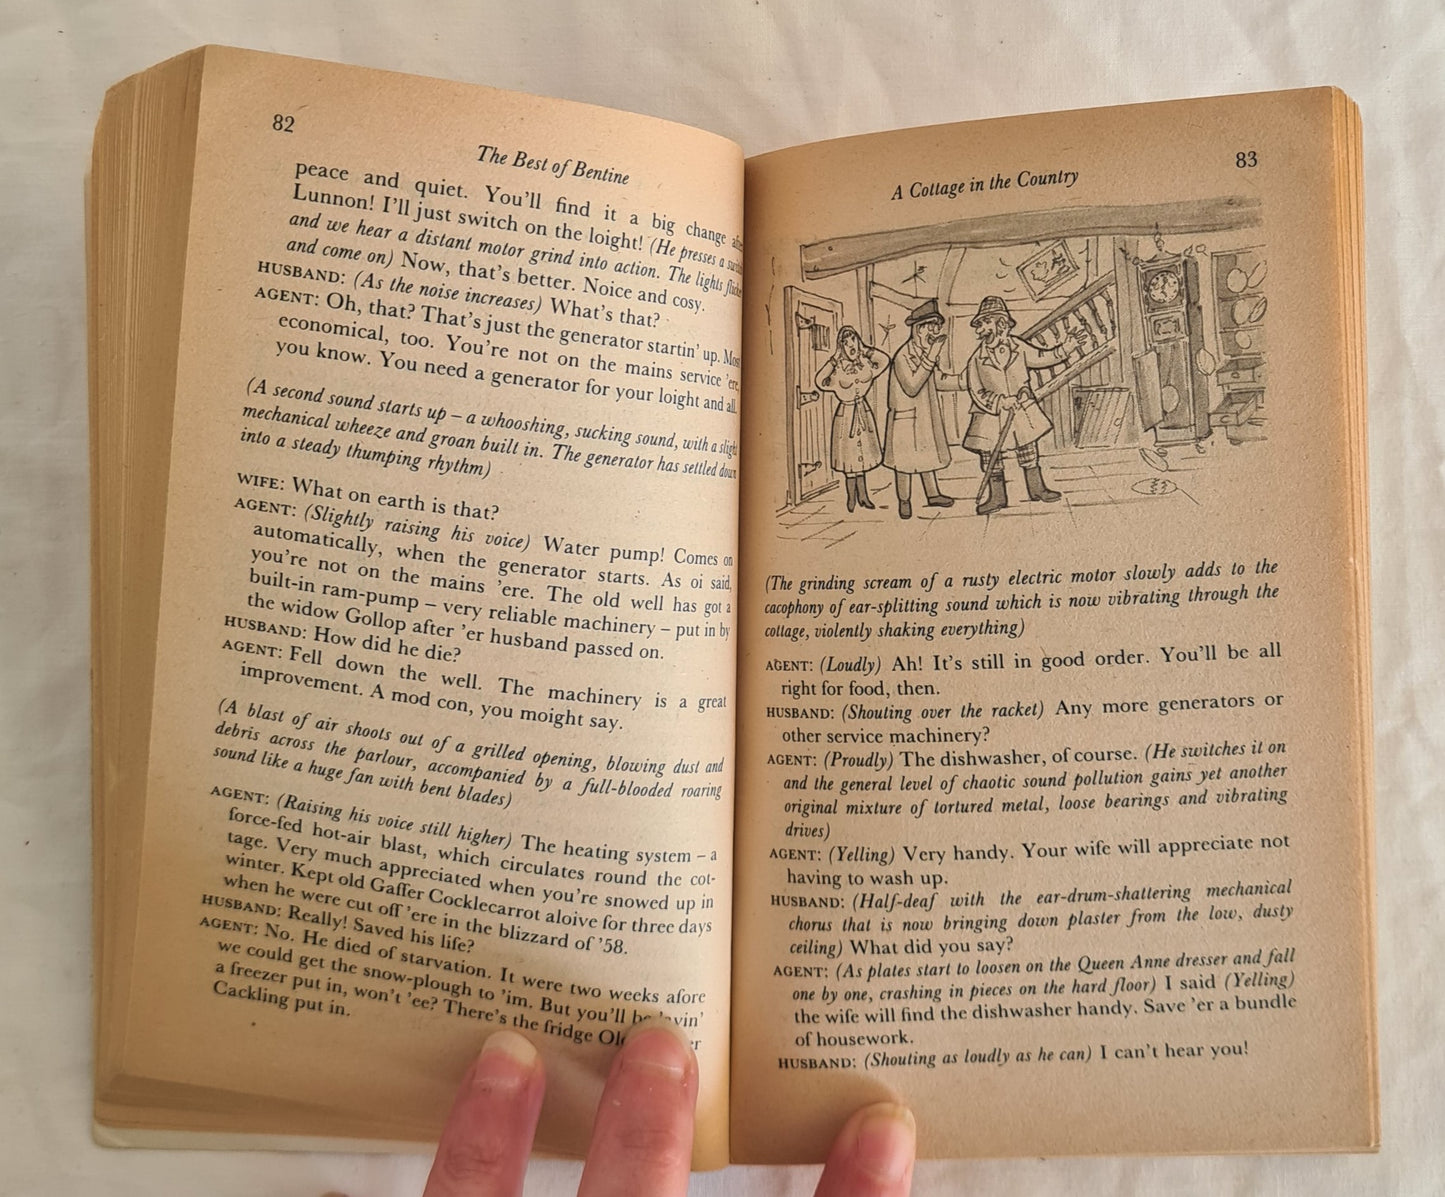 82
The Best of Bentine
peace and quiet. You'll find it a big change
Lunnon! I'll just switch on the loight! (He presses a
and we hear a distant motor grind into action. The lights
and come on) Now, that's better. Noice and cosy.
HUSBAND: (As the noise increases) What's that?
AGENT: Oh, that? That's just the generator startin' up.
economical, too. You're not on the mains service 'ere,
you know. You need a generator for your loight and all.
(A second sound starts up – a whooshing, sucking sound, with a
mechanical wheeze and groan built in. The generator has settled down
into a steady thumping rhythm)
WIFE: What on earth is that?
AGENT: (Slightly raising his voice) Water pump! Comes on
automatically, when the generator starts. As oi said,
you're not on the mains 'ere. The old well has got a
built-in ram-pump – very reliable machinery – put in by
the widow Gollop after 'er husband passed on.
HUSBAND: How did he die?
AGENT: Fell down the well. The machinery is a great
improvement. A mod con, you moight say.
(A blast of air shoots out of a grilled opening, blowing dust and
debris across the parlour, accompanied by a full-blooded roaring
sound like a huge fan with bent blades)
AGENT: (Raising his voice still higher) The heating system – a
force-fed hot-air blast, which circulates round the cot-
tage. Very much appreciated when you're snowed up in
winter. Kept old Gaffer Cocklecarrot aloive for three days
when he were cut off 'ere in the blizzard of '58.
HUSBAND: Really! Saved his life?
AGENT: No. He died of starvation. It were two weeks afore
we could get the snow-plough to 'im. But you'll be
a freezer put in, won't 'ee? There's the fridge
Cackling put in.
83
A Cottage in the Country
(The grinding scream of a rusty electric motor slowly adds to the
cacophony of ear-splitting sound which is now vibrating through the
cottage, violently shaking everything)
AGENT: (Loudly) Ah! It's still in good order. You'll be all
right for food, then.
HUSBAND: (Shouting over the racket) Any more generators or
other service machinery?
AGENT: (Proudly) The dishwasher, of course. (He switches it on
and the general level of chaotic sound pollution gains yet another
original mixture of tortured metal, loose bearings and vibrating
drives)
AGENT: (Yelling) Very handy. Your wife will appreciate not
having to wash up.
HUSBAND: (Half-deaf with the ear-drum-shattering mechanical
chorus that is now bringing down plaster from the low, dusty
ceiling) What did you say?
AGENT: (As plates start to loosen on the Queen Anne dresser and fall
one by one, crashing in pieces on the hard floor) I said (Yelling)
the wife will find the dishwasher handy. Save 'er a bundle
of housework.
HUSBAND: (Shouting as loudly as he can) I can't hear you!